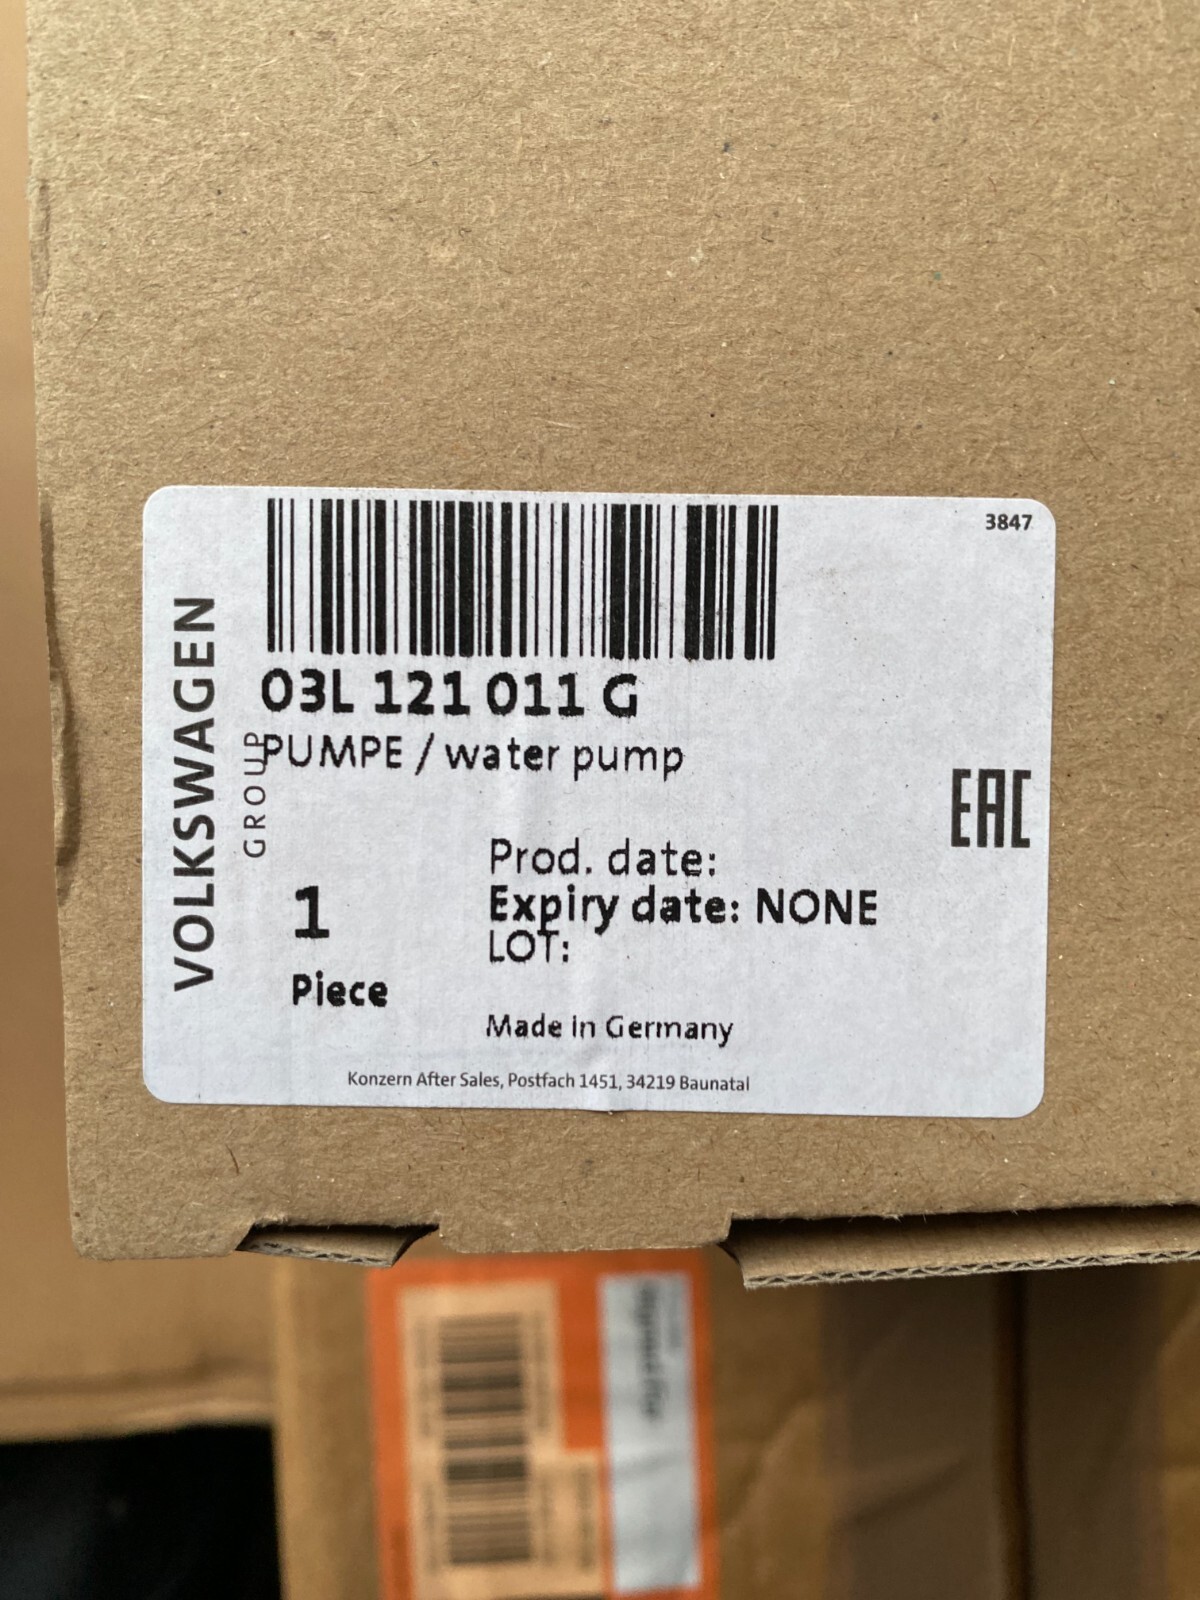 3847
03L 121 011 G
PUMPE / water pump
VOLKSWAGEN
GROUP
EAC
Prod. date:
1
Expiry date: NONE
LOT:
Piece
Made in Germany
Konzern After Sales, Postfach 1451, 34219 Baunatal